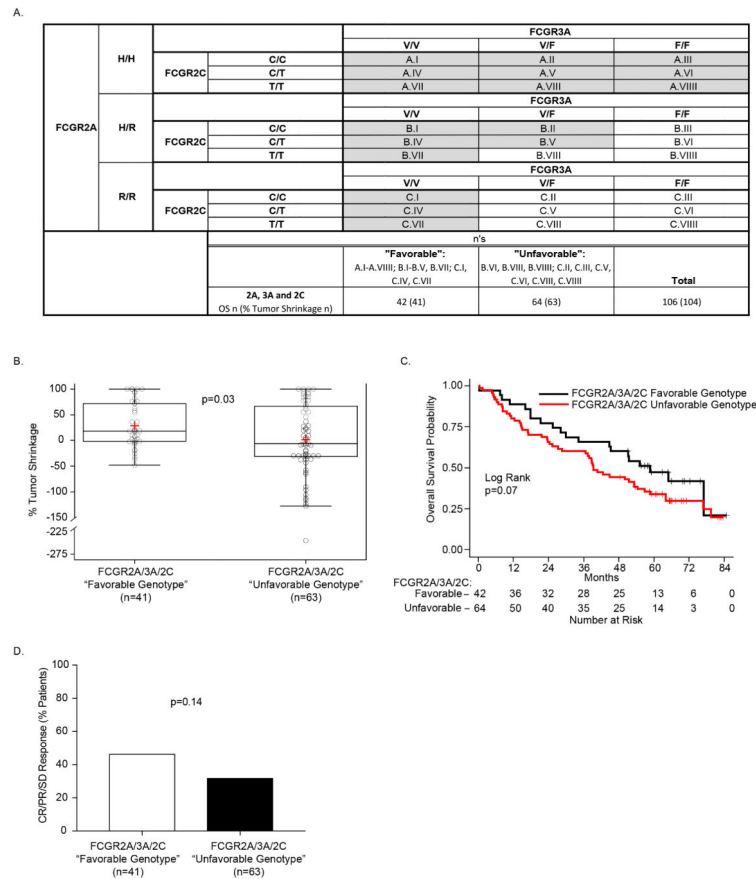 A.
FCGR3A
V/V V/F F/F
FCGR2A H/H FCGR2C C/C A.I A.II A.III
C/T A.IV A.V A.VI
T/T A.VII A.VIII A.VIIII
FCGR3A
V/V V/F F/F
H/R FCGR2C C/C B.I B.II B.III
C/T B.IV B.V B.VI
T/T B.VII B.VIII B.VIIII
FCGR3A
V/V V/F F/F
R/R FCGR2C C/C C.I C.II C.III
C/T C.IV C.V C.VI
T/T C.VII C.VIII C.VIIII
n's
"Favorable": "Unfavorable":
A.I-A.VIII; B.I-B.V, B.VII; C.I, B.VI, B.VIII, B.VIIII; C.II, C.III, C.V,
C.IV, C.VII C.VI, C.VIII, C.VIIII Total
2A, 3A and 2C
OS n (% Tumor Shrinkage n) 42 (41) 64 (63) 106 (104)
B.
% Tumor Shrinkage
100
50
0
-50
-100
-150
-225
-275
p=0.03
FCGR2A/3A/2C FCGR2A/3A/2C
“Favorable Genotype” “Unfavorable Genotype”
(n=41) (n=63)
C.
Overall Survival Probability
1.00
0.75
0.50
0.25
0.00
FCGR2A/3A/2C Favorable Genotype
FCGR2A/3A/2C Unfavorable Genotype
Log Rank
p=0.07
0 12 24 36 48 60 72 84
Months
FCGR2A/3A/2C:
Favorable – 42 36 32 28 25 13 6 0
Unfavorable – 64 50 40 35 25 14 3 0
Number at Risk
D.
CR/PR/SD Response (% Patients)
100
80
60
40
20
0
p=0.14
FCGR2A/3A/2C FCGR2A/3A/2C
“Favorable Genotype” “Unfavorable Genotype”
(n=41) (n=63)